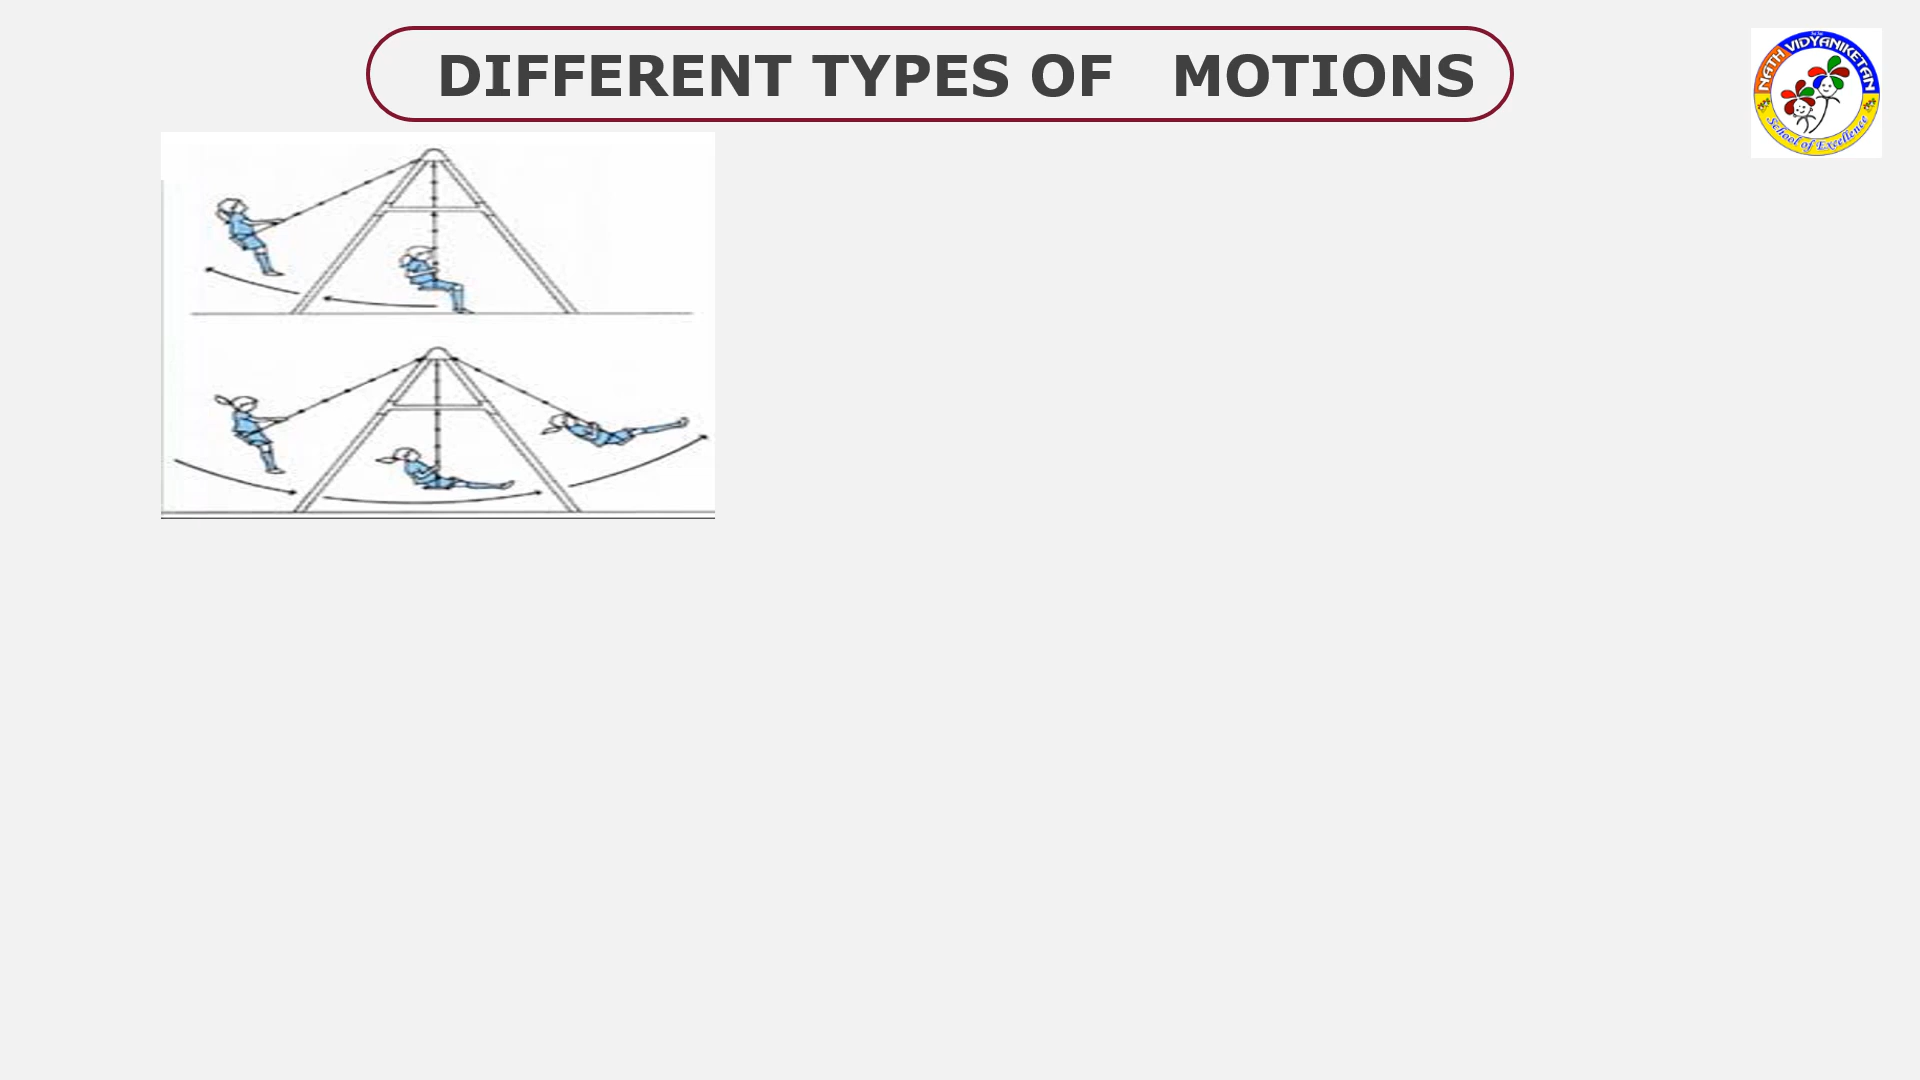 DIFFERENT TYPES OF   MOTIONS
NATH VIDYANIKETAN
School of Excellence